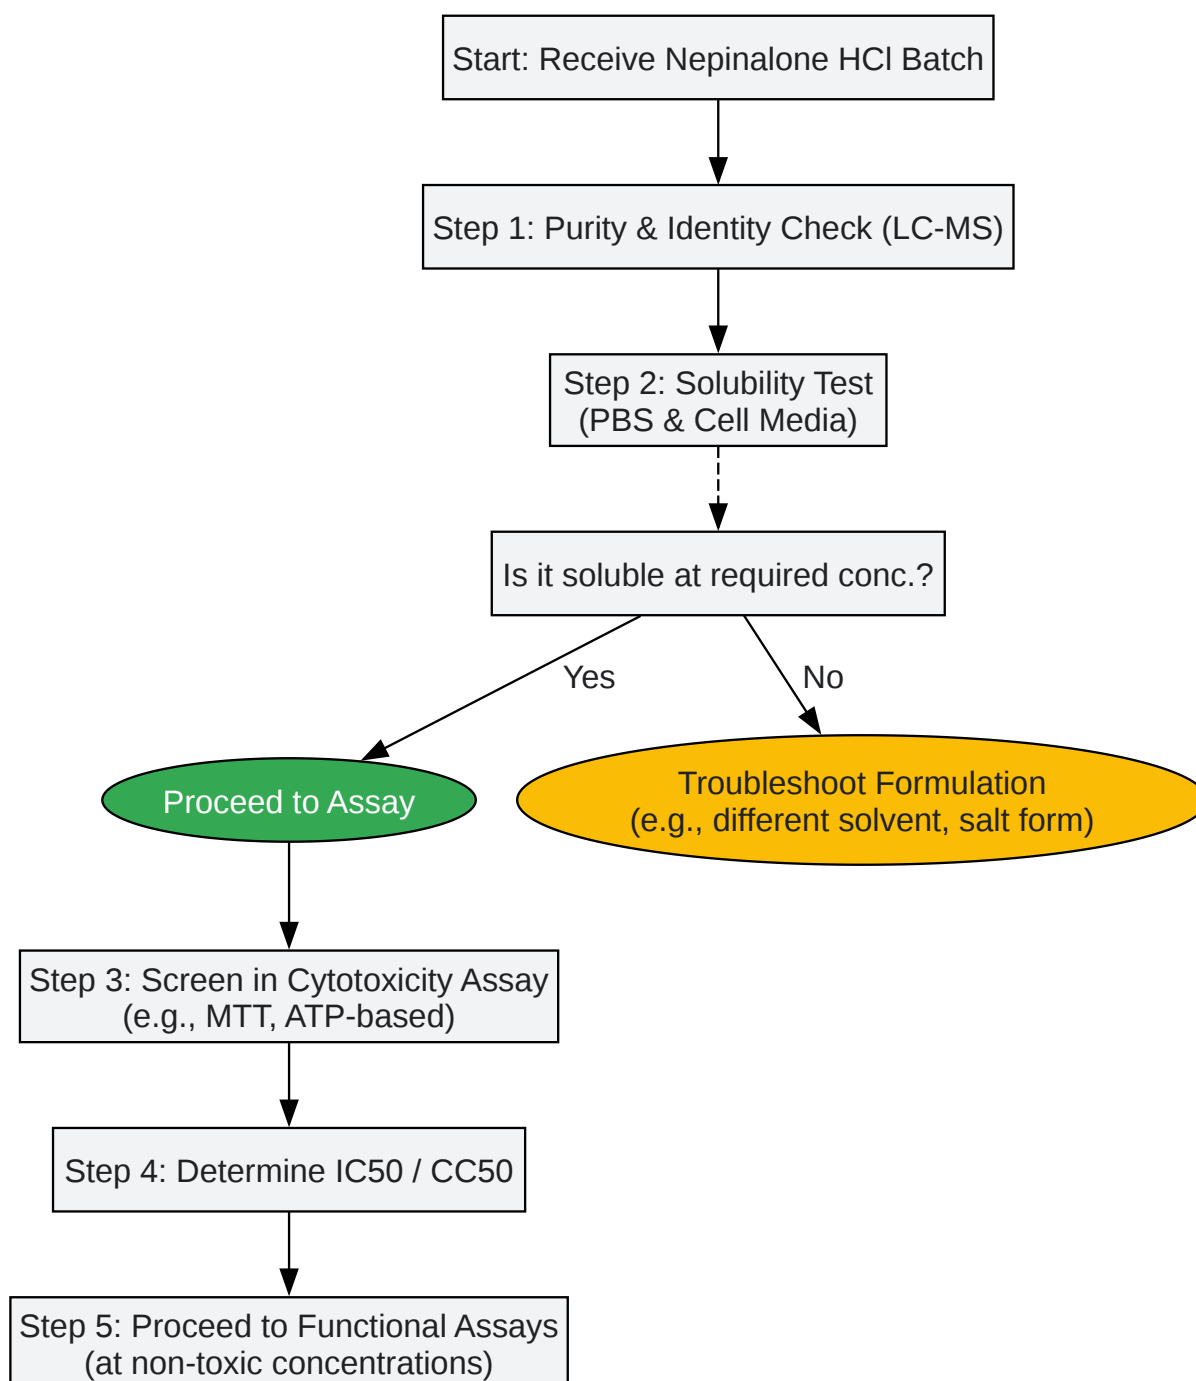 Start: Receive Nepinalone HCl Batch
Step 1: Purity & Identity Check (LC-MS)
Step 2: Solubility Test
(PBS & Cell Media)
Is it soluble at required conc.?
Yes
No
Proceed to Assay
Troubleshoot Formulation
(e.g., different solvent, salt form)
Step 3: Screen in Cytotoxicity Assay
(e.g., MTT, ATP-based)
Step 4: Determine IC50 / CC50
Step 5: Proceed to Functional Assays
(at non-toxic concentrations)